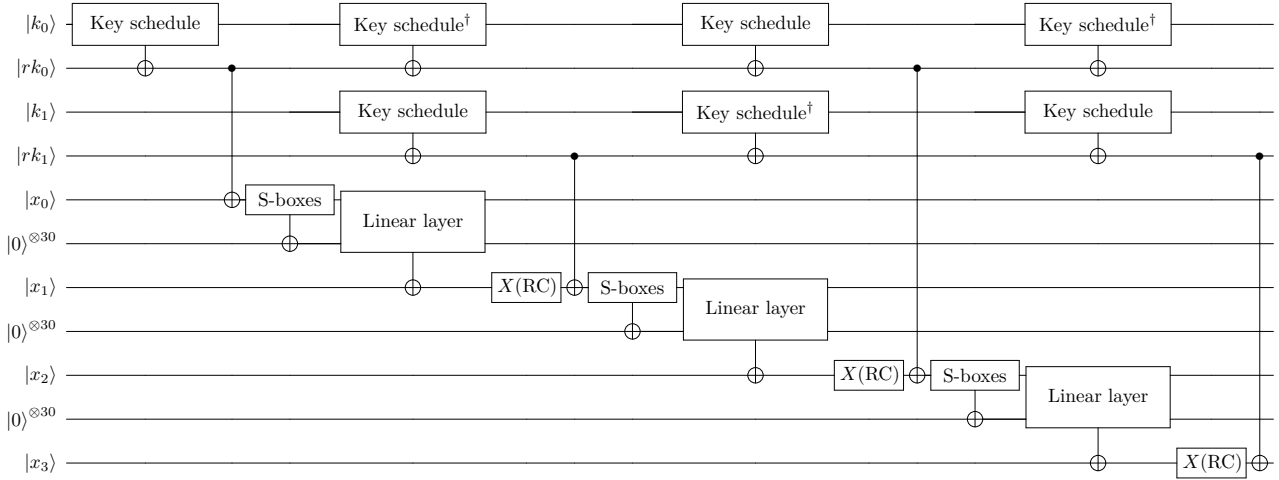 |k₀⟩ Key schedule Key schedule† Key schedule Key schedule†
|rk₀⟩
|k₁⟩ Key schedule Key schedule† Key schedule
|rk₁⟩
|x₀⟩ S-boxes Linear layer
|0⟩⊗30
|x₁⟩ X(RC) S-boxes Linear layer
|0⟩⊗30
|x₂⟩ X(RC) S-boxes Linear layer
|0⟩⊗30
|x₃⟩ X(RC)